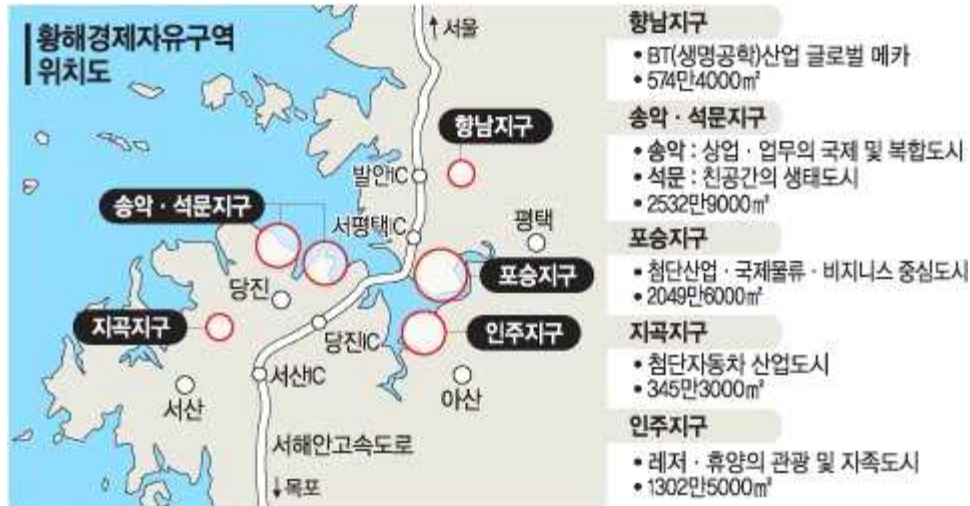 황해경제자유구역
위치도
↑서울
향남지구
발안IC
송악·석문지구
서평택IC
평택
포승지구
당진
지곡지구
당진IC
인주지구
서산IC
서산
아산
서해안고속도로
↓목포
향남지구
• BT(생명공학)산업 글로벌 메카
• 574만4000㎡
송악·석문지구
• 송악 : 상업·업무의 국제 및 복합도시
• 석문 : 친공간의 생태도시
• 2532만9000㎡
포승지구
• 첨단산업·국제물류·비지니스 중심도시
• 2049만6000㎡
지곡지구
• 첨단자동차 산업도시
• 345만3000㎡
인주지구
• 레저·휴양의 관광 및 자족도시
• 1302만5000㎡